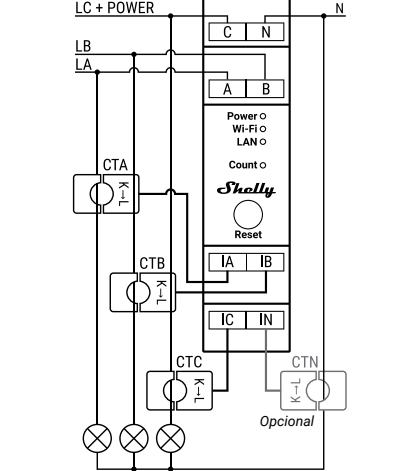 LC + POWER
N
C N
LB
LA
A B
Power
Wi-Fi
LAN
Count
CTA
K→L
Shelly
Reset
CTB
K→L
IA IB
IC IN
CTC
K→L
CTN
K→L
Opcional